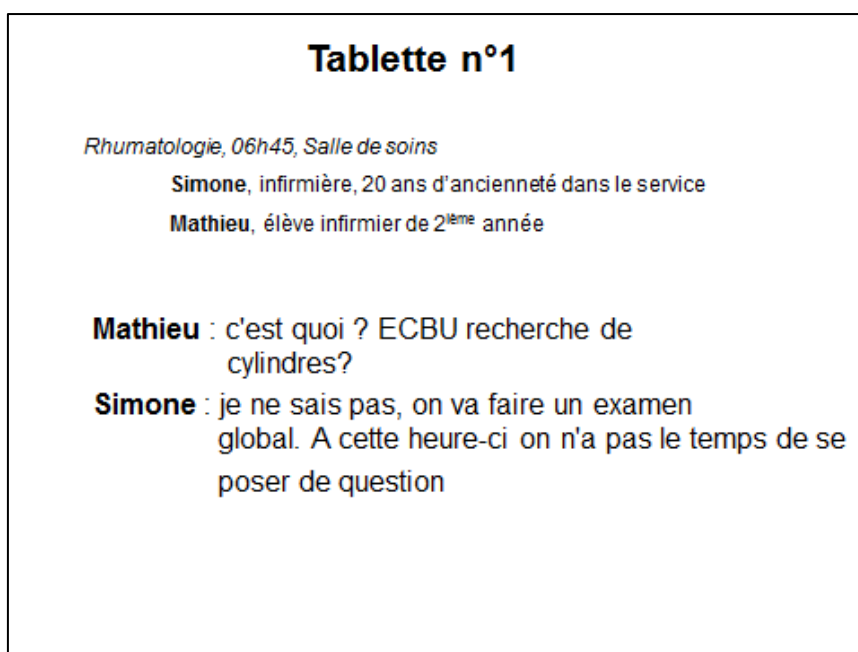 Tablette n°1
Rhumatologie, 06h45, Salle de soins
Simone, infirmière, 20 ans d'ancienneté dans le service
Mathieu, élève infirmier de 2ième année
Mathieu : c'est quoi ? ECBU recherche de
cylindres?
Simone : je ne sais pas, on va faire un examen
global. A cette heure-ci on n'a pas le temps de se
poser de question